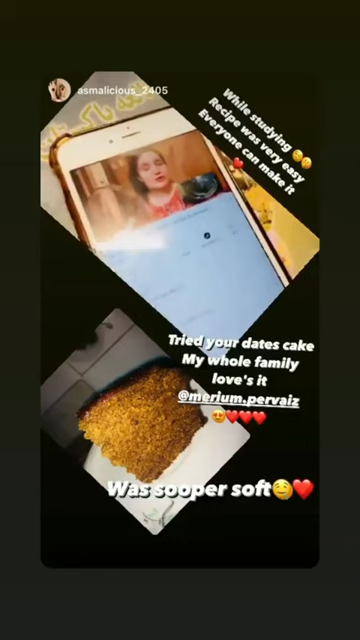 asmalicious_2405
While studying 🥺🥺
Recipe was very easy
Everyone can make it
❤️
Tried your dates cake
My whole family
love's it
@merium.pervaiz
😍❤️❤️❤️
Was sooper soft🤤❤️